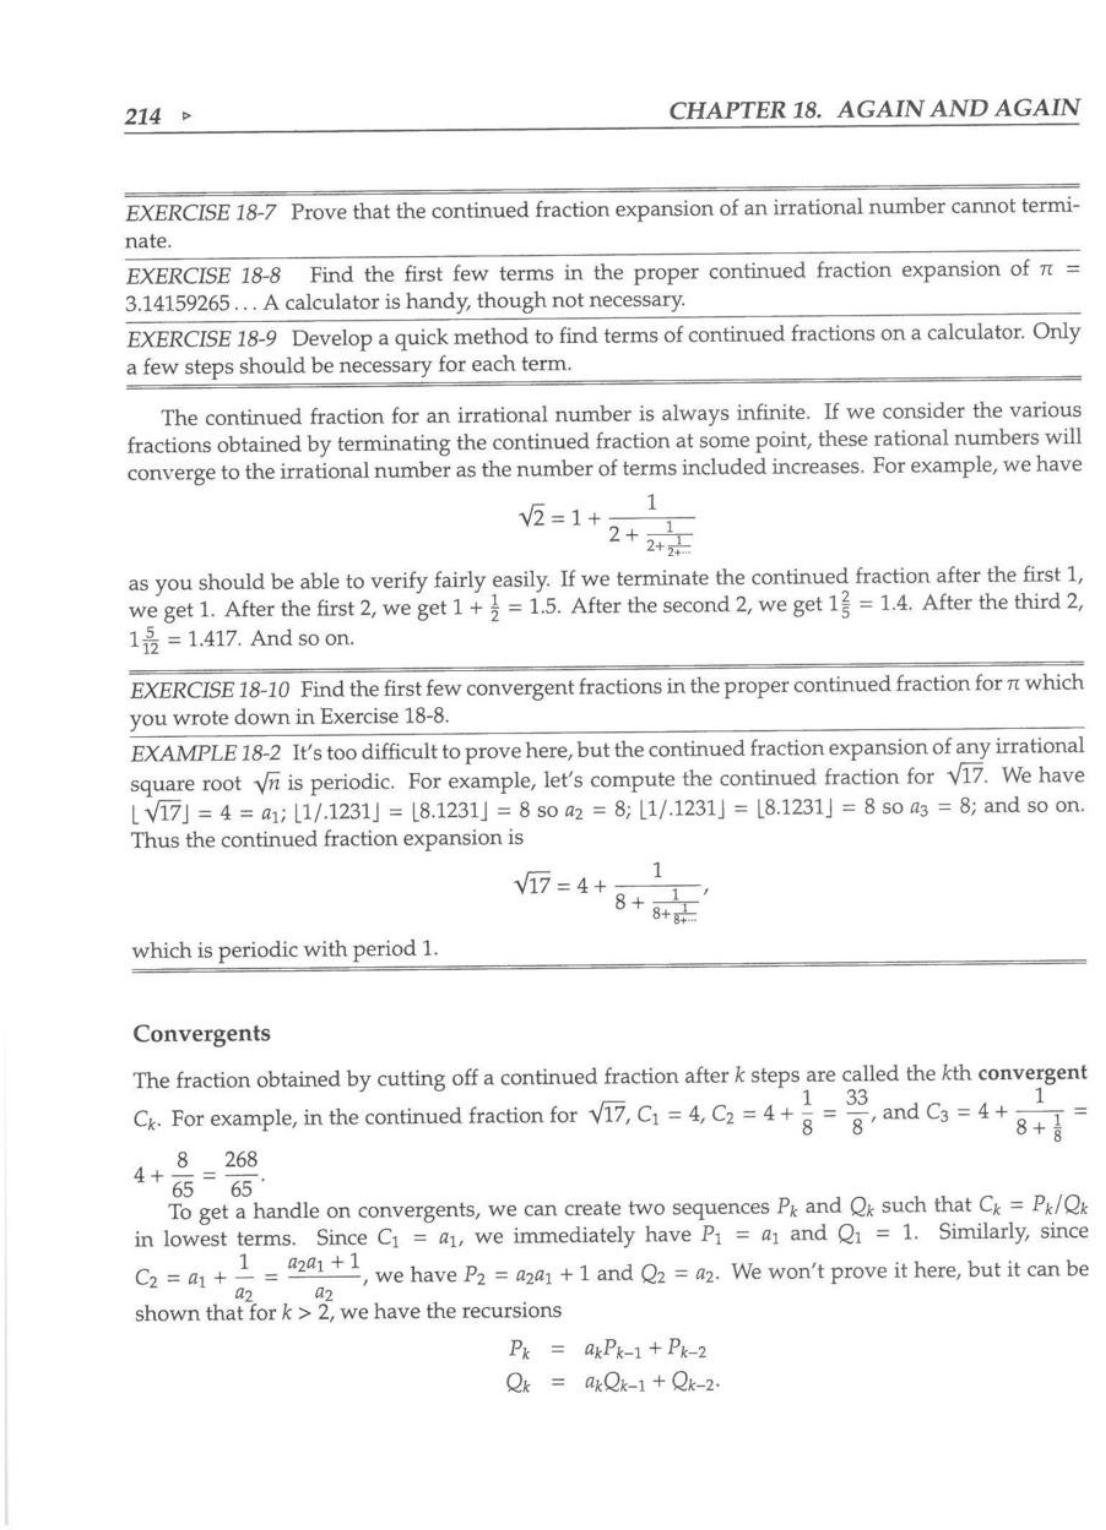 214 ▹ CHAPTER 18. AGAIN AND AGAIN
EXERCISE 18-7 Prove that the continued fraction expansion of an irrational number cannot termi-
nate.
EXERCISE 18-8 Find the first few terms in the proper continued fraction expansion of π =
3.14159265... A calculator is handy, though not necessary.
EXERCISE 18-9 Develop a quick method to find terms of continued fractions on a calculator. Only
a few steps should be necessary for each term.
The continued fraction for an irrational number is always infinite. If we consider the various
fractions obtained by terminating the continued fraction at some point, these rational numbers will
converge to the irrational number as the number of terms included increases. For example, we have
√2 = 1 + 1/(2 + 1/(2+1/(2+···)))
as you should be able to verify fairly easily. If we terminate the continued fraction after the first 1,
we get 1. After the first 2, we get 1 + 1/2 = 1.5. After the second 2, we get 1 2/5 = 1.4. After the third 2,
1 5/12 = 1.417. And so on.
EXERCISE 18-10 Find the first few convergent fractions in the proper continued fraction for π which
you wrote down in Exercise 18-8.
EXAMPLE 18-2 It's too difficult to prove here, but the continued fraction expansion of any irrational
square root √n is periodic. For example, let's compute the continued fraction for √17. We have
⌊√17⌋ = 4 = a₁; ⌊1/.1231⌋ = ⌊8.1231⌋ = 8 so a₂ = 8; ⌊1/.1231⌋ = ⌊8.1231⌋ = 8 so a₃ = 8; and so on.
Thus the continued fraction expansion is
√17 = 4 + 1/(8 + 1/(8+1/(8+···))),
which is periodic with period 1.
Convergents
The fraction obtained by cutting off a continued fraction after k steps are called the kth convergent
Cₖ. For example, in the continued fraction for √17, C₁ = 4, C₂ = 4 + 1/8 = 33/8, and C₃ = 4 + 1/(8 + 1/8) =
4 + 8/65 = 268/65.
To get a handle on convergents, we can create two sequences Pₖ and Qₖ such that Cₖ = Pₖ/Qₖ
in lowest terms. Since C₁ = a₁, we immediately have P₁ = a₁ and Q₁ = 1. Similarly, since
C₂ = a₁ + 1/a₂ = (a₂a₁ + 1)/a₂, we have P₂ = a₂a₁ + 1 and Q₂ = a₂. We won't prove it here, but it can be
shown that for k > 2, we have the recursions
Pₖ = aₖPₖ₋₁ + Pₖ₋₂
Qₖ = aₖQₖ₋₁ + Qₖ₋₂.